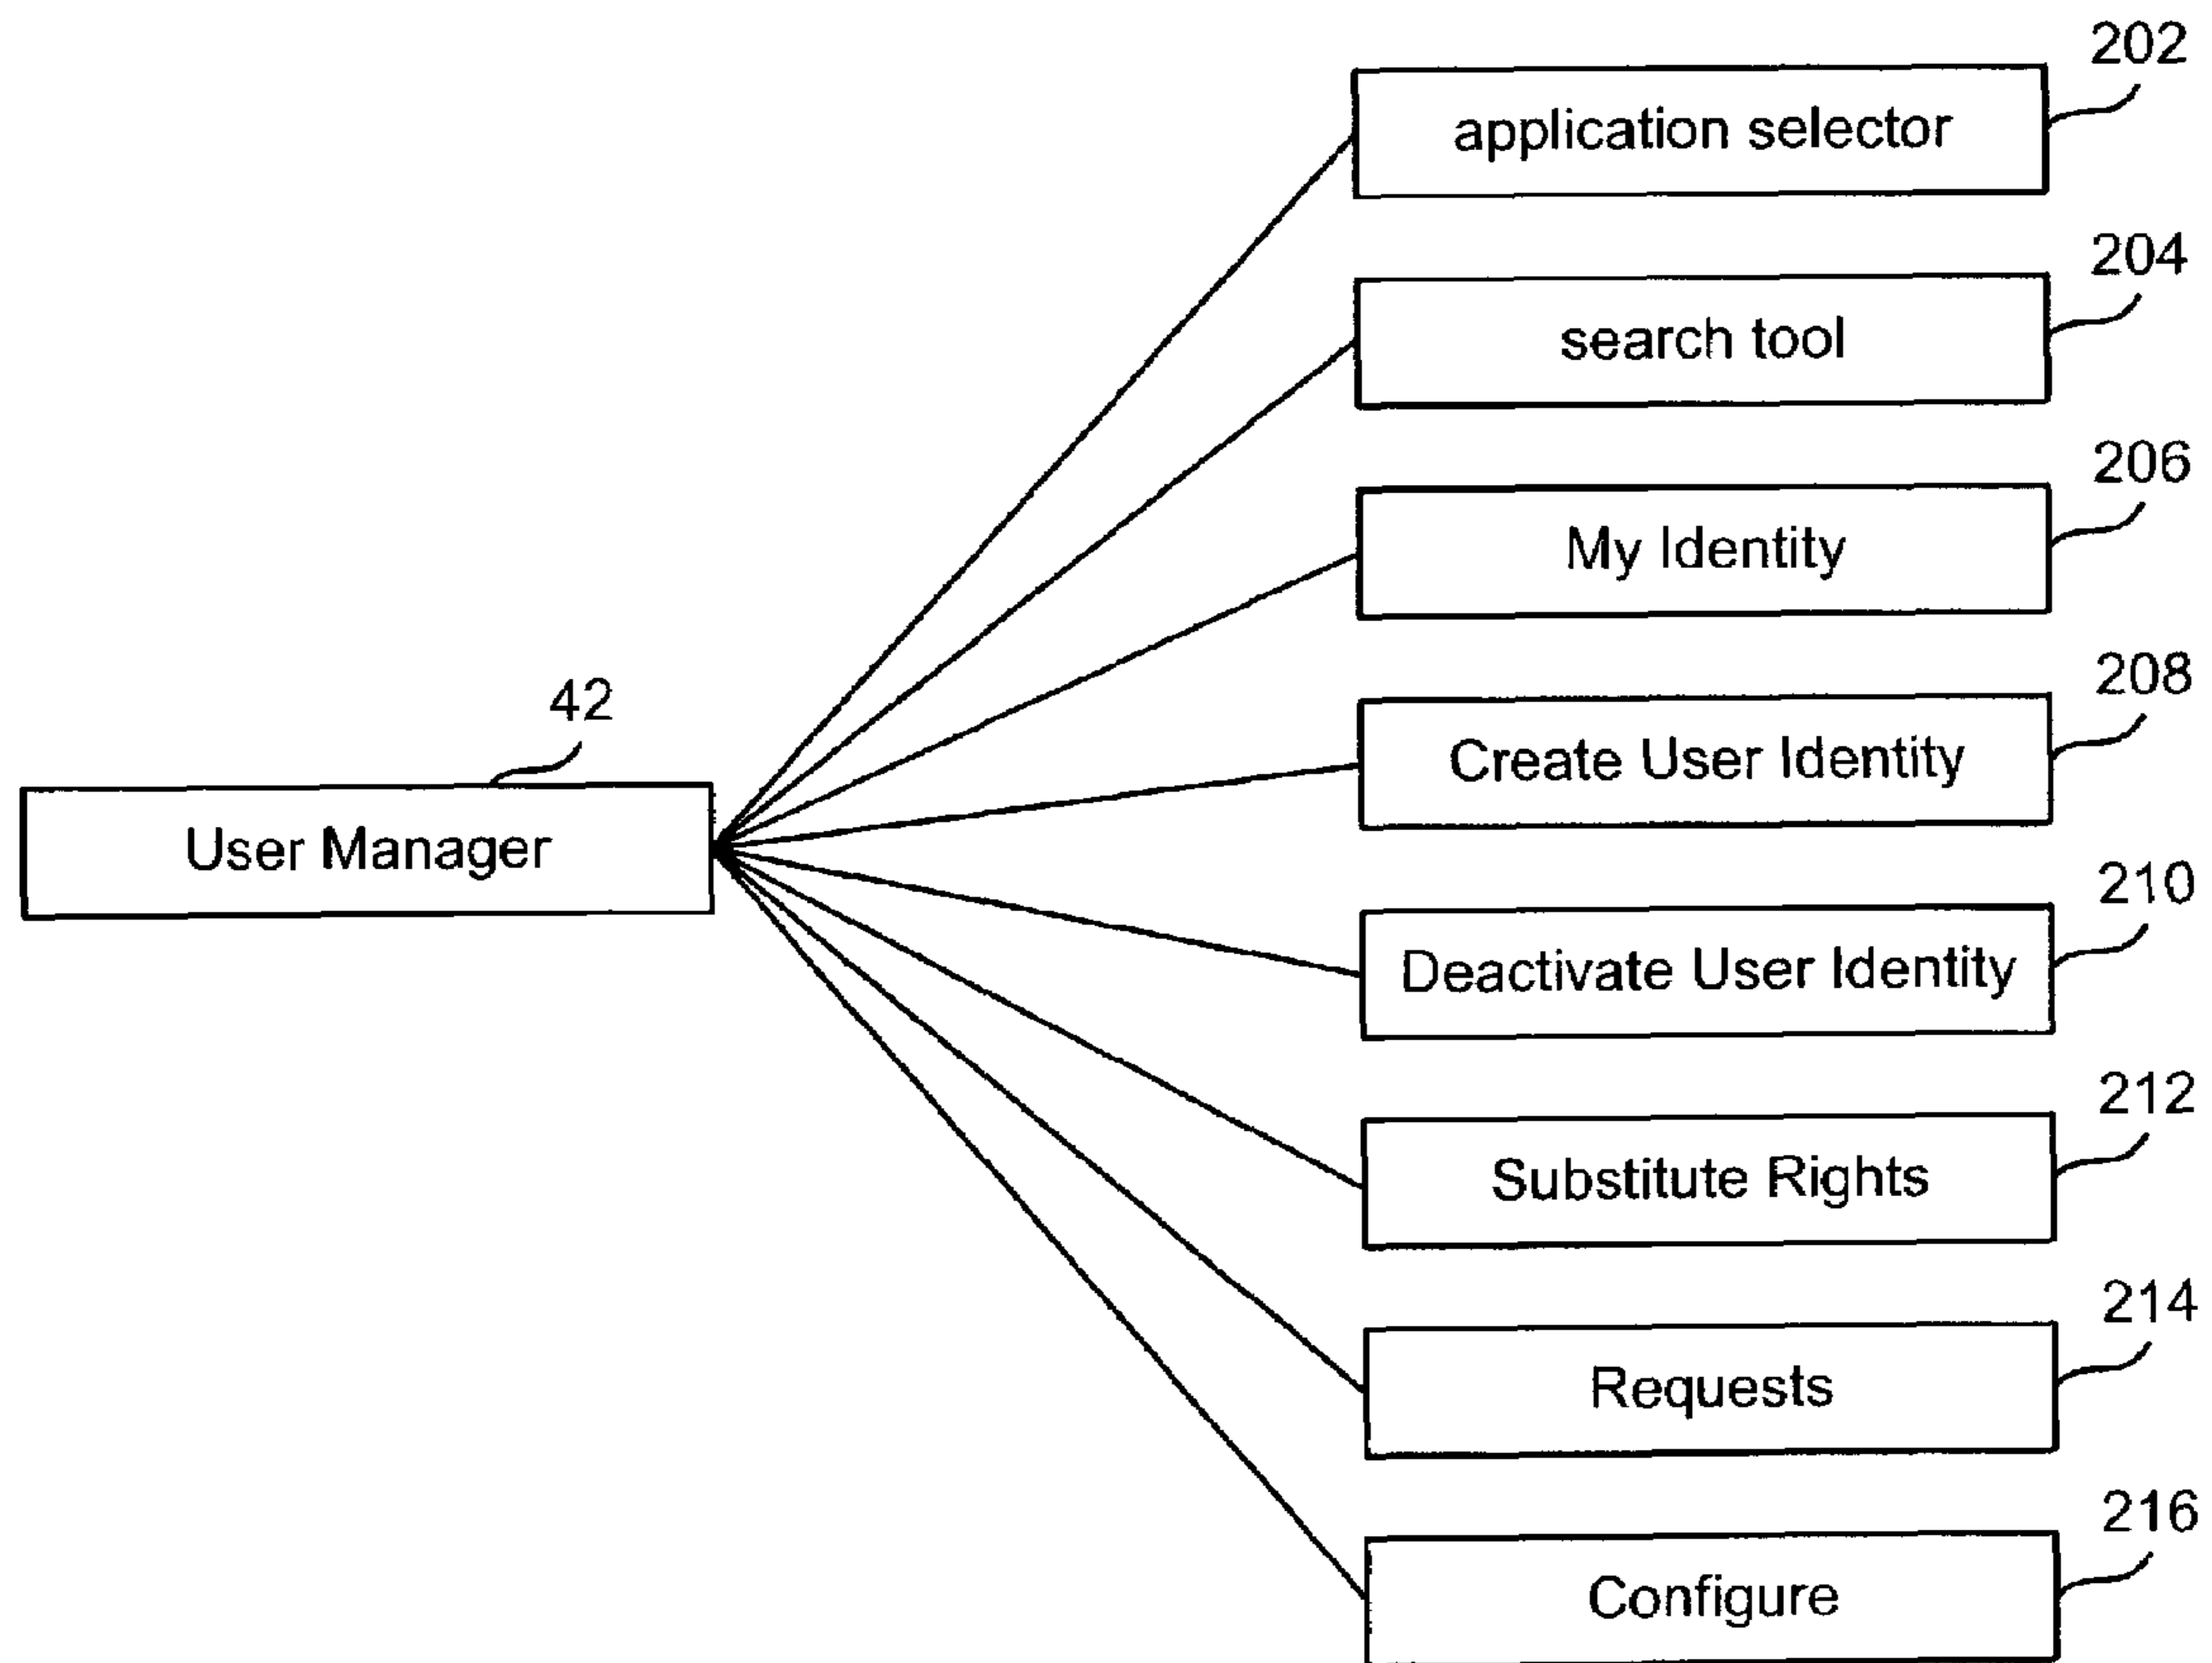 202
application selector
204
search tool
206
My Identity
208
Create User Identity
42
User Manager
210
Deactivate User Identity
212
Substitute Rights
214
Requests
216
Configure